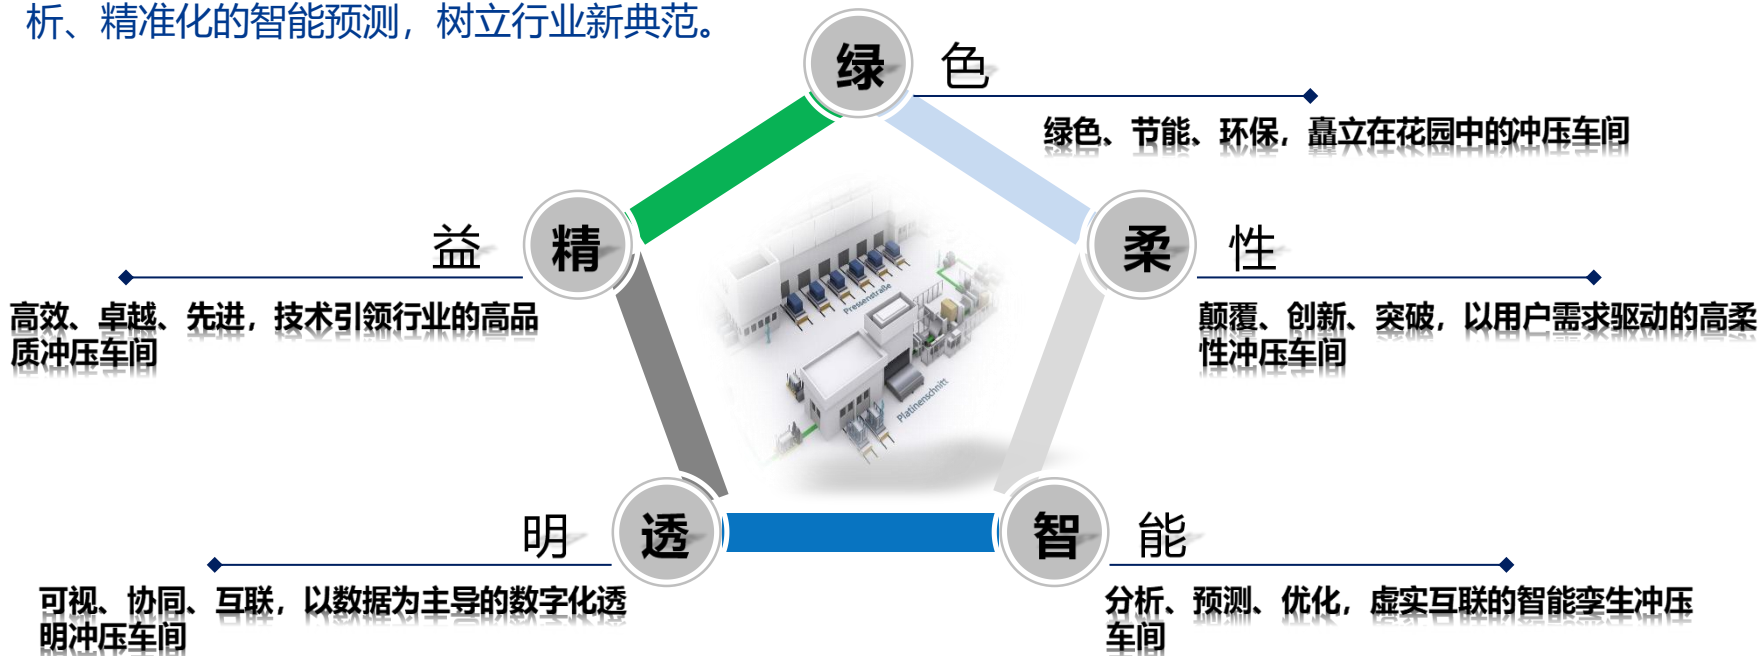 析、精准化的智能预测，树立行业新典范。
绿色
绿色、节能、环保，矗立在花园中的冲压车间
益精
高效、卓越、先进，技术引领行业的高品
质冲压车间
柔性
颠覆、创新、突破，以用户需求驱动的高柔
性冲压车间
Pressenstraße
Platinenschnitt
明透
可视、协同、互联，以数据为主导的数字化透
明冲压车间
智能
分析、预测、优化，虚实互联的智能孪生冲压
车间